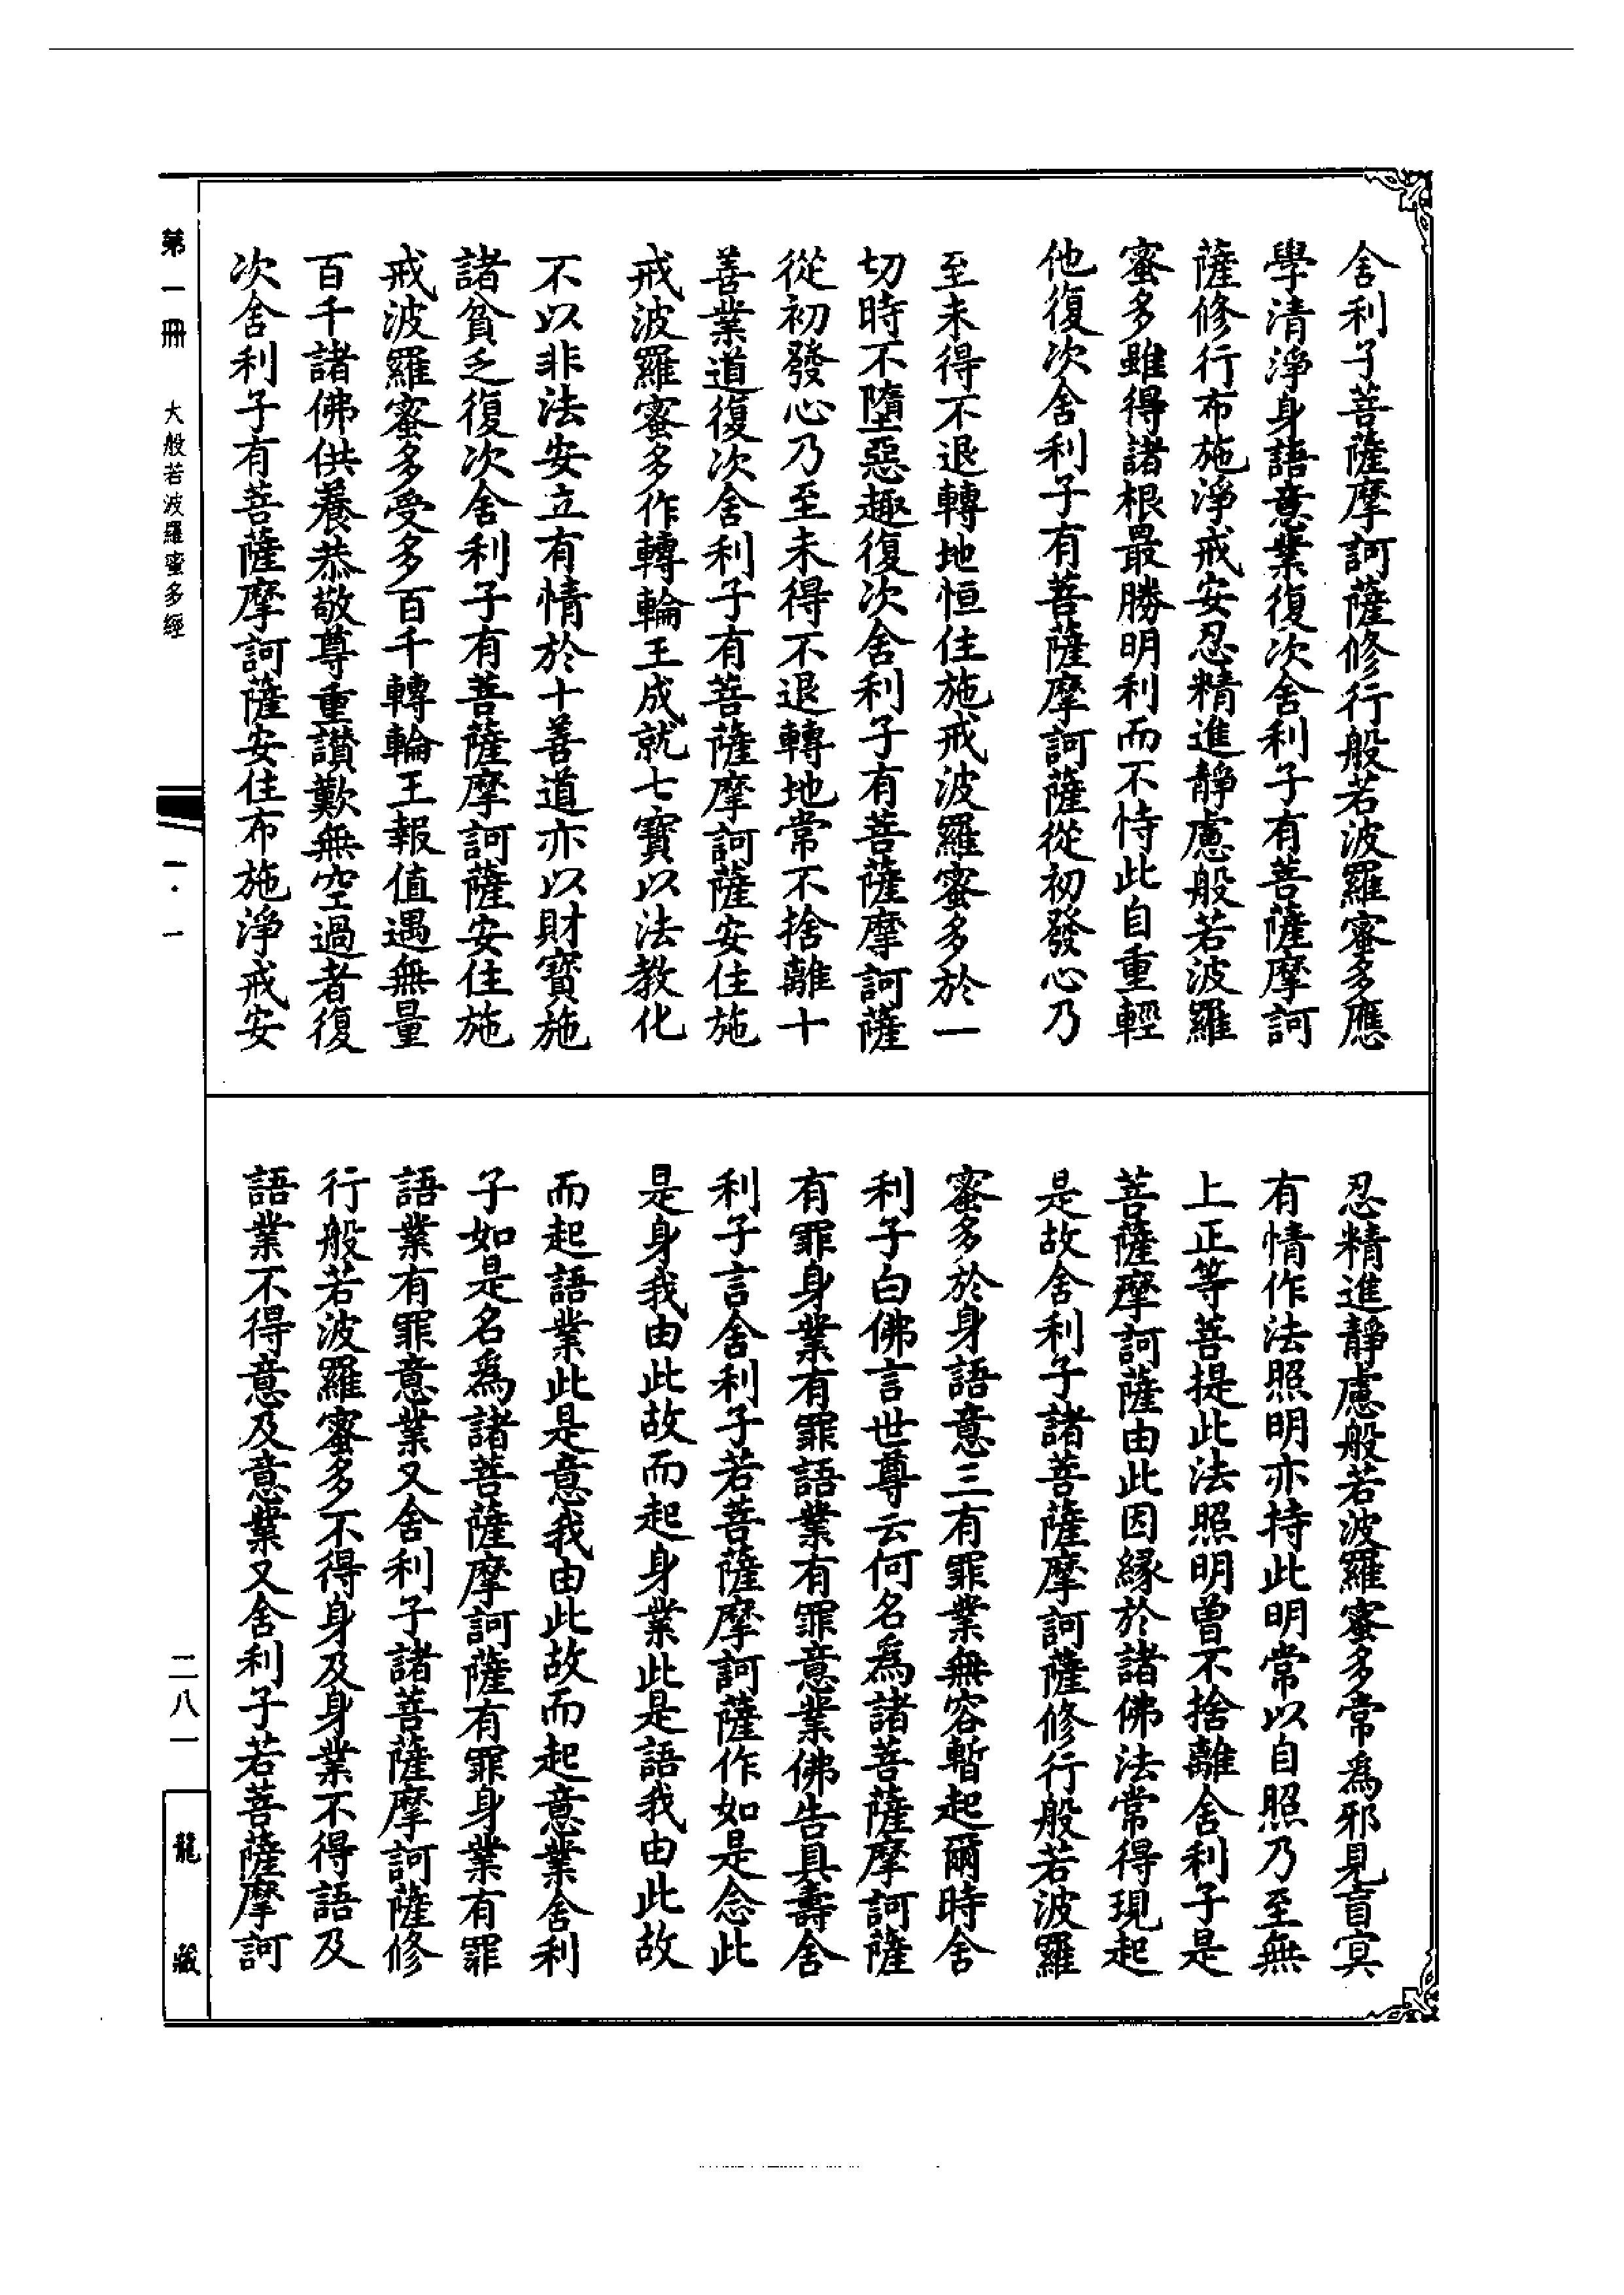 舍利子菩薩摩訶薩修行般若波羅蜜多應
學清淨身語意業復次舍利子有菩薩摩訶
薩修行布施淨戒安忍精進靜慮般若波羅
蜜多雖得諸根最勝明利而不恃此自重輕
他復次舍利子有菩薩摩訶薩從初發心乃
至未得不退轉地恒住施戒波羅蜜多於一
切時不墮惡趣復次舍利子有菩薩摩訶薩
從初發心乃至未得不退轉地常不捨離十
善業道復次舍利子有菩薩摩訶薩安住施
戒波羅蜜多作轉輪王成就七寶以法教化
不以非法安立有情於十善道亦以財寶施
諸貧乏復次舍利子有菩薩摩訶薩安住施
戒波羅蜜多受多百千轉輪王報值遇無量
百千諸佛供養恭敬尊重讚歎無空過者復
次舍利子有菩薩摩訶薩安住布施淨戒安
忍精進靜慮般若波羅蜜多常爲邪見盲冥
有情作法照明亦持此明常以自照乃至無
上正等菩提此法照明曾不捨離舍利子是
菩薩摩訶薩由此因緣於諸佛法常得現起
是故舍利子諸菩薩摩訶薩修行般若波羅
蜜多於身語意三有罪業無容暫起爾時舍
利子白佛言世尊云何名爲諸菩薩摩訶薩
有罪身業有罪語業有罪意業佛告具壽舍
利子言舍利子若菩薩摩訶薩作如是念此
是身我由此故而起身業此是語我由此故
而起語業此是意我由此故而起意業舍利
子如是名爲諸菩薩摩訶薩有罪身業有罪
語業有罪意業又舍利子諸菩薩摩訶薩修
行般若波羅蜜多不得身及身業不得語及
語業不得意及意業又舍利子若菩薩摩訶
第一冊 大般若波羅蜜多經
一·一
二八一
龍藏